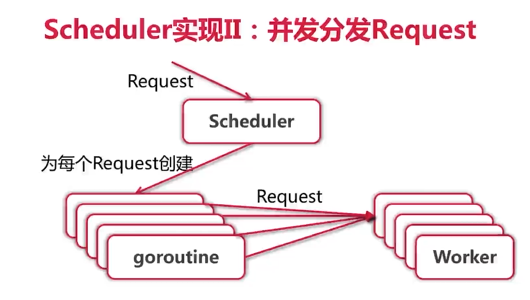 Scheduler实现II：并发分发Request
Request
Scheduler
为每个Request创建
Request
goroutine
Worker